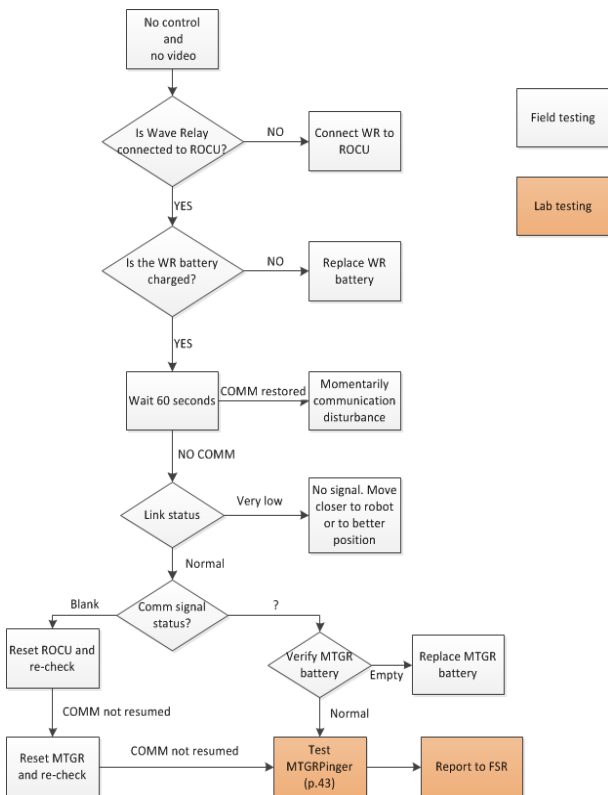 No control
and
no video
Is Wave Relay
connected to ROCU?
NO
Connect WR to
ROCU
Field testing
Lab testing
YES
Is the WR battery
charged?
NO
Replace WR
battery
YES
Wait 60 seconds
COMM restored
Momentarily
communication
disturbance
NO COMM
Link status
Very low
No signal. Move
closer to robot
or to better
position
Normal
Comm signal
status?
Blank
?
Reset ROCU and
re-check
Verify MTGR
battery
Empty
Replace MTGR
battery
COMM not resumed
Normal
Reset MTGR
and re-check
COMM not resumed
Test
MTGRPinger
(p.43)
Report to FSR